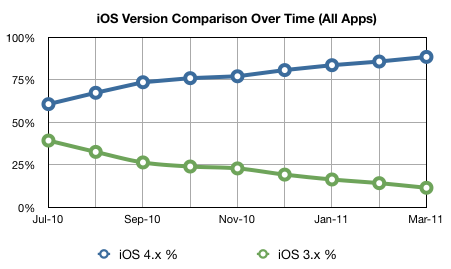 iOS Version Comparison Over Time (All Apps)
100%
75%
50%
25%
0%
Jul-10 Sep-10 Nov-10 Jan-11 Mar-11
iOS 4.x % iOS 3.x %